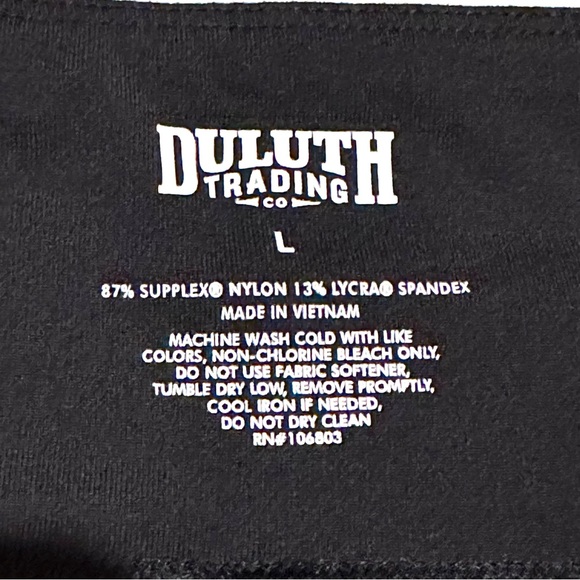 DULUTH
TRADING
CO
L
87% SUPPLEX® NYLON 13% LYCRA® SPANDEX
MADE IN VIETNAM
MACHINE WASH COLD WITH LIKE
COLORS, NON-CHLORINE BLEACH ONLY,
DO NOT USE FABRIC SOFTENER,
TUMBLE DRY LOW, REMOVE PROMPTLY,
COOL IRON IF NEEDED,
DO NOT DRY CLEAN
RN#106803